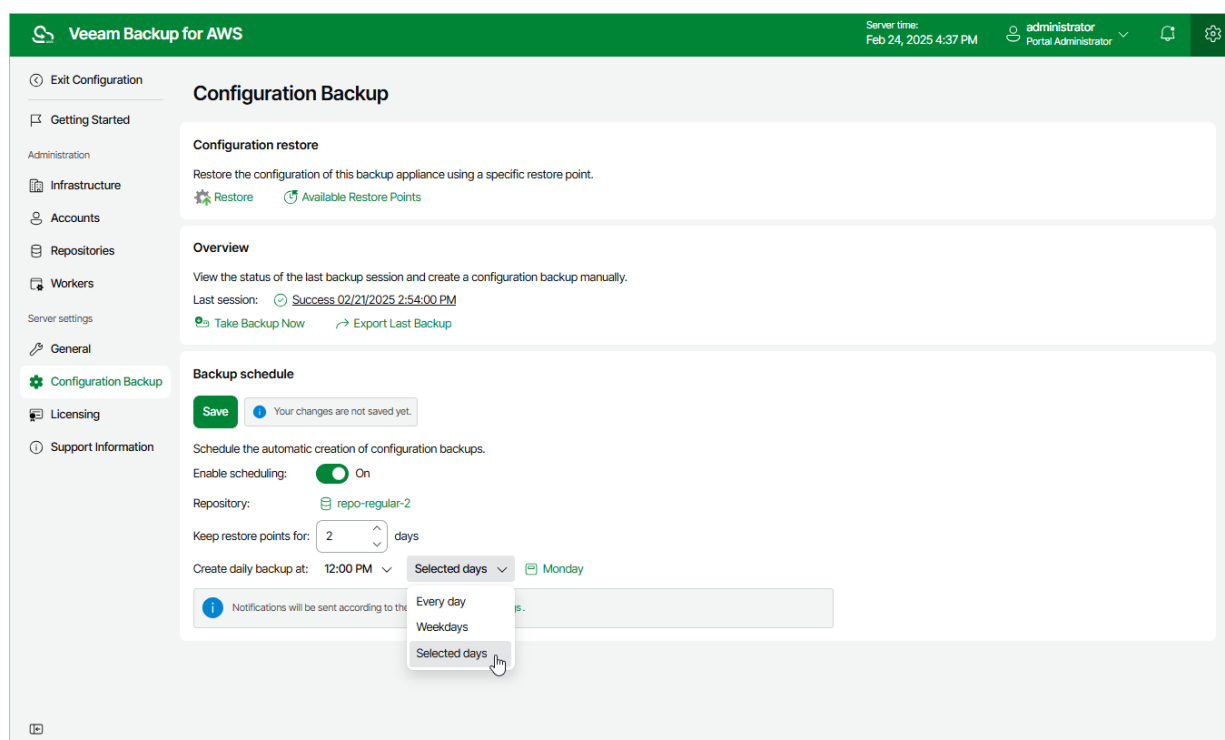 Veeam Backup for AWS
Server time:
Feb 24, 2025 4:37 PM
administrator
Portal Administrator
Exit Configuration
Getting Started
Administration
Infrastructure
Accounts
Repositories
Workers
Server settings
General
Configuration Backup
Licensing
Support Information
Configuration Backup
Configuration restore
Restore the configuration of this backup appliance using a specific restore point.
Restore Available Restore Points
Overview
View the status of the last backup session and create a configuration backup manually.
Last session: Success 02/21/2025 2:54:00 PM
Take Backup Now Export Last Backup
Backup schedule
Save Your changes are not saved yet.
Schedule the automatic creation of configuration backups.
Enable scheduling: On
Repository: repo-regular-2
Keep restore points for: 2 days
Create daily backup at: 12:00 PM Selected days Monday
Every day
Notifications will be sent according to the
Weekdays
Selected days